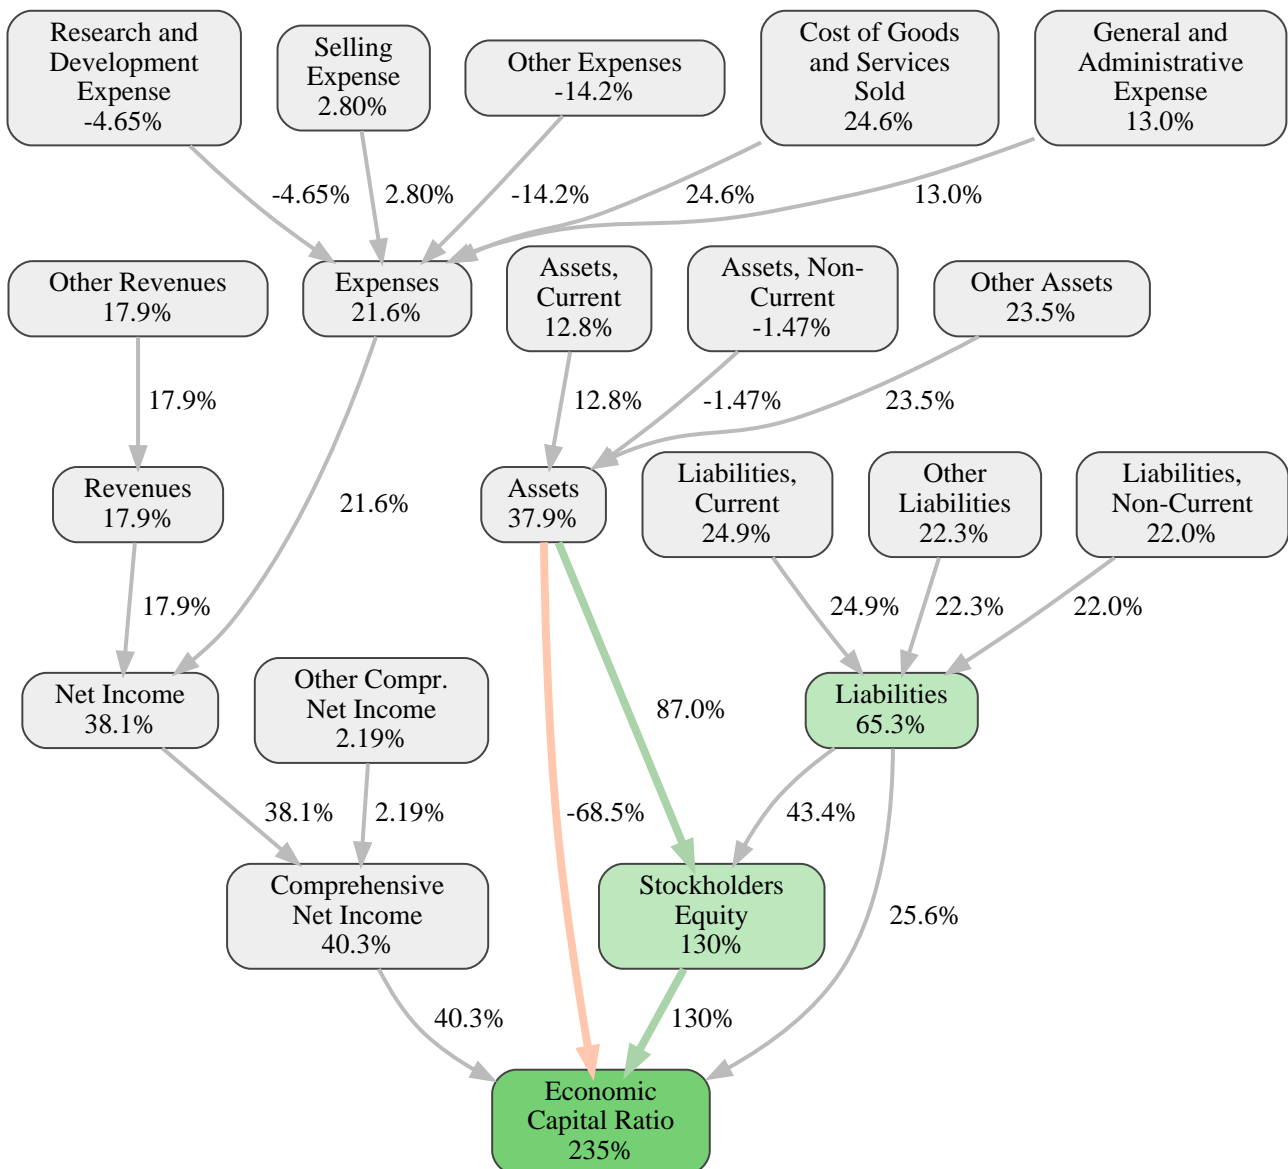 Research and
Development
Expense
-4.65%
Selling
Expense
2.80%
Other Expenses
-14.2%
Cost of Goods
and Services
Sold
24.6%
General and
Administrative
Expense
13.0%
-4.65%
2.80%
-14.2%
24.6%
13.0%
Other Revenues
17.9%
Expenses
21.6%
Assets,
Current
12.8%
Assets, Non-
Current
-1.47%
Other Assets
23.5%
17.9%
12.8%
-1.47%
23.5%
Revenues
17.9%
21.6%
Assets
37.9%
Liabilities,
Current
24.9%
Other
Liabilities
22.3%
Liabilities,
Non-Current
22.0%
17.9%
24.9%
22.3%
22.0%
Net Income
38.1%
Other Compr.
Net Income
2.19%
87.0%
Liabilities
65.3%
38.1%
2.19%
-68.5%
43.4%
Comprehensive
Net Income
40.3%
Stockholders
Equity
130%
25.6%
40.3%
130%
Economic
Capital Ratio
235%